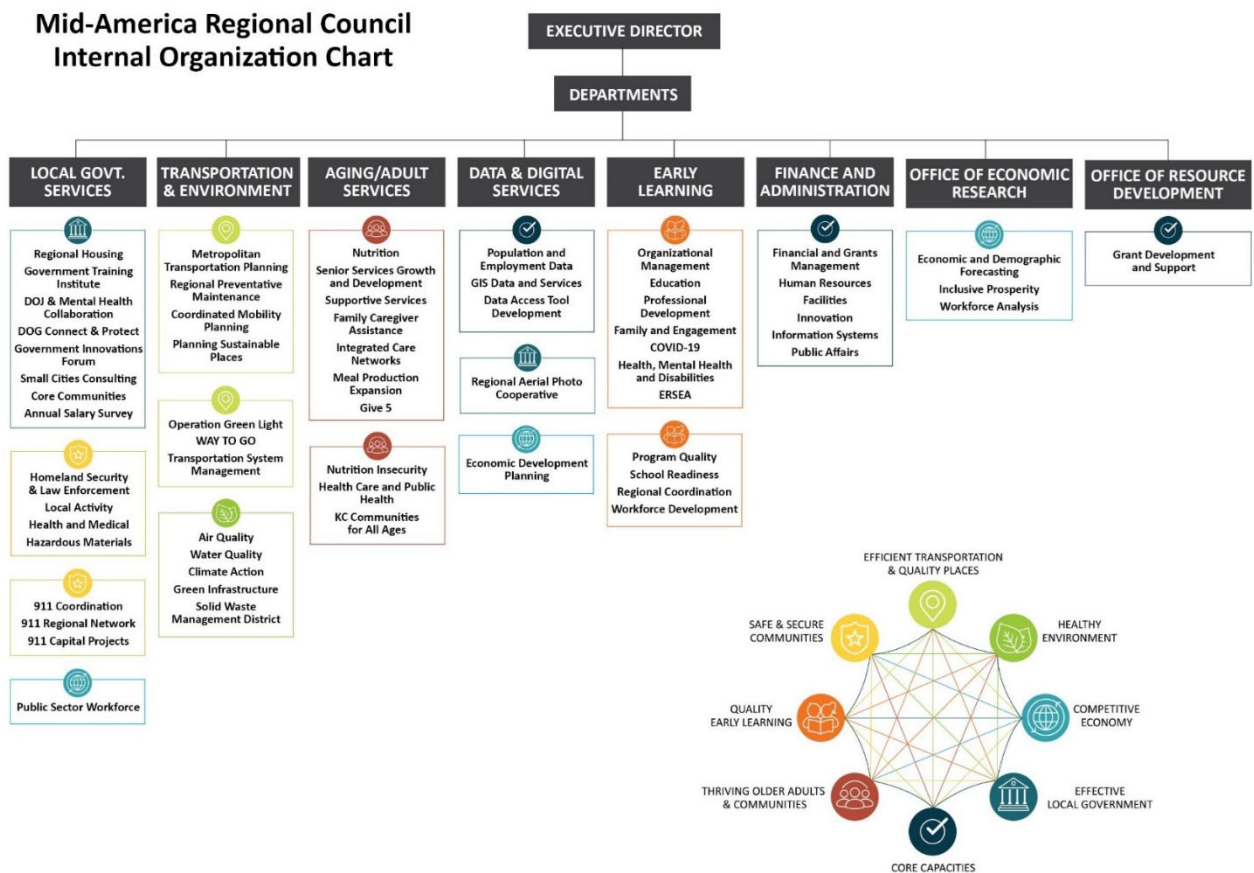 Mid-America Regional Council
Internal Organization Chart
EXECUTIVE DIRECTOR
DEPARTMENTS
LOCAL GOVT.
SERVICES
Regional Housing
Government Training
Institute
DOJ & Mental Health
Collaboration
DOG Connect & Protect
Government Innovations
Forum
Small Cities Consulting
Core Communities
Annual Salary Survey
Homeland Security
& Law Enforcement
Local Activity
Health and Medical
Hazardous Materials
911 Coordination
911 Regional Network
911 Capital Projects
Public Sector Workforce
TRANSPORTATION
& ENVIRONMENT
Metropolitan
Transportation Planning
Regional Preventative
Maintenance
Coordinated Mobility
Planning
Planning Sustainable
Places
Operation Green Light
WAY TO GO
Transportation System
Management
Air Quality
Water Quality
Climate Action
Green Infrastructure
Solid Waste
Management District
AGING/ADULT
SERVICES
Nutrition
Senior Services Growth
and Development
Supportive Services
Family Caregiver
Assistance
Integrated Care
Networks
Meal Production
Expansion
Give 5
Nutrition Insecurity
Health Care and Public
Health
KC Communities
for All Ages
DATA & DIGITAL
SERVICES
Population and
Employment Data
GIS Data and Services
Data Access Tool
Development
Regional Aerial Photo
Cooperative
Economic Development
Planning
EARLY
LEARNING
Organizational
Management
Education
Professional
Development
Family and Engagement
COVID-19
Health, Mental Health
and Disabilities
ERSEA
Program Quality
School Readiness
Regional Coordination
Workforce Development
FINANCE AND
ADMINISTRATION
Financial and Grants
Management
Human Resources
Facilities
Innovation
Information Systems
Public Affairs
OFFICE OF ECONOMIC
RESEARCH
Economic and Demographic
Forecasting
Inclusive Prosperity
Workforce Analysis
OFFICE OF RESOURCE
DEVELOPMENT
Grant Development
and Support
EFFICIENT TRANSPORTATION
& QUALITY PLACES
SAFE & SECURE
COMMUNITIES
HEALTHY
ENVIRONMENT
QUALITY
EARLY LEARNING
COMPETITIVE
ECONOMY
THRIVING OLDER ADULTS
& COMMUNITIES
EFFECTIVE
LOCAL GOVERNMENT
CORE CAPACITIES